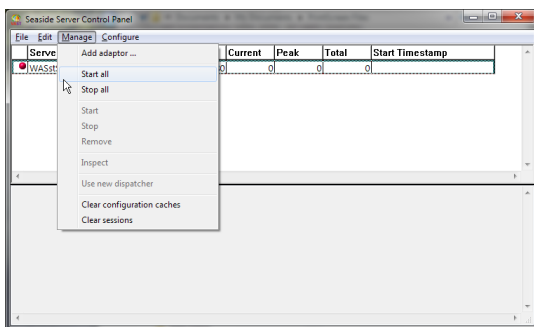 Seaside Server Control Panel
File Edit Manage Configure
Serve Current Peak Total Start Timestamp
WASstS 0 0 0 0
Add adaptor ...
Start all
Stop all
Start
Stop
Remove
Inspect
Use new dispatcher
Clear configuration caches
Clear sessions